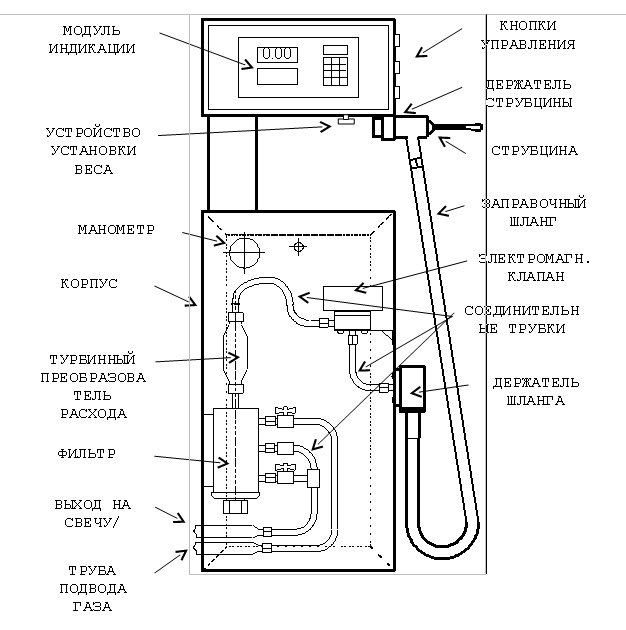 МОДУЛЬ
ИНДИКАЦИИ
0.00
КНОПКИ
УПРАВЛЕНИЯ
ДЕРЖАТЕЛЬ
СТРУБЦИНЫ
УСТРОЙСТВО
УСТАНОВКИ
ВЕСА
СТРУБЦИНА
ЗАПРАВОЧНЫЙ
ШЛАНГ
МАНОМЕТР
ЭЛЕКТРОМАГН.
КЛАПАН
КОРПУС
СОЕДИНИТЕЛЬН
ЫЕ ТРУБКИ
ТУРБИННЫЙ
ПРЕОБРАЗОВА
ТЕЛЬ
РАСХОДА
ДЕРЖАТЕЛЬ
ШЛАНГА
ФИЛЬТР
ВЫХОД НА
СВЕЧУ/
ТРУБА
ПОДВОДА
ГАЗА